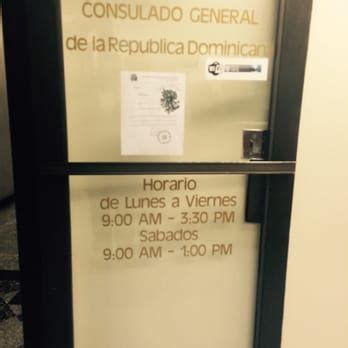 CONSULADO GENERAL
de la Republica Dominican
Horario
de Lunes a Viernes
9:00 AM - 3:30 PM
Sabados
9:00 AM - 1:00 PM